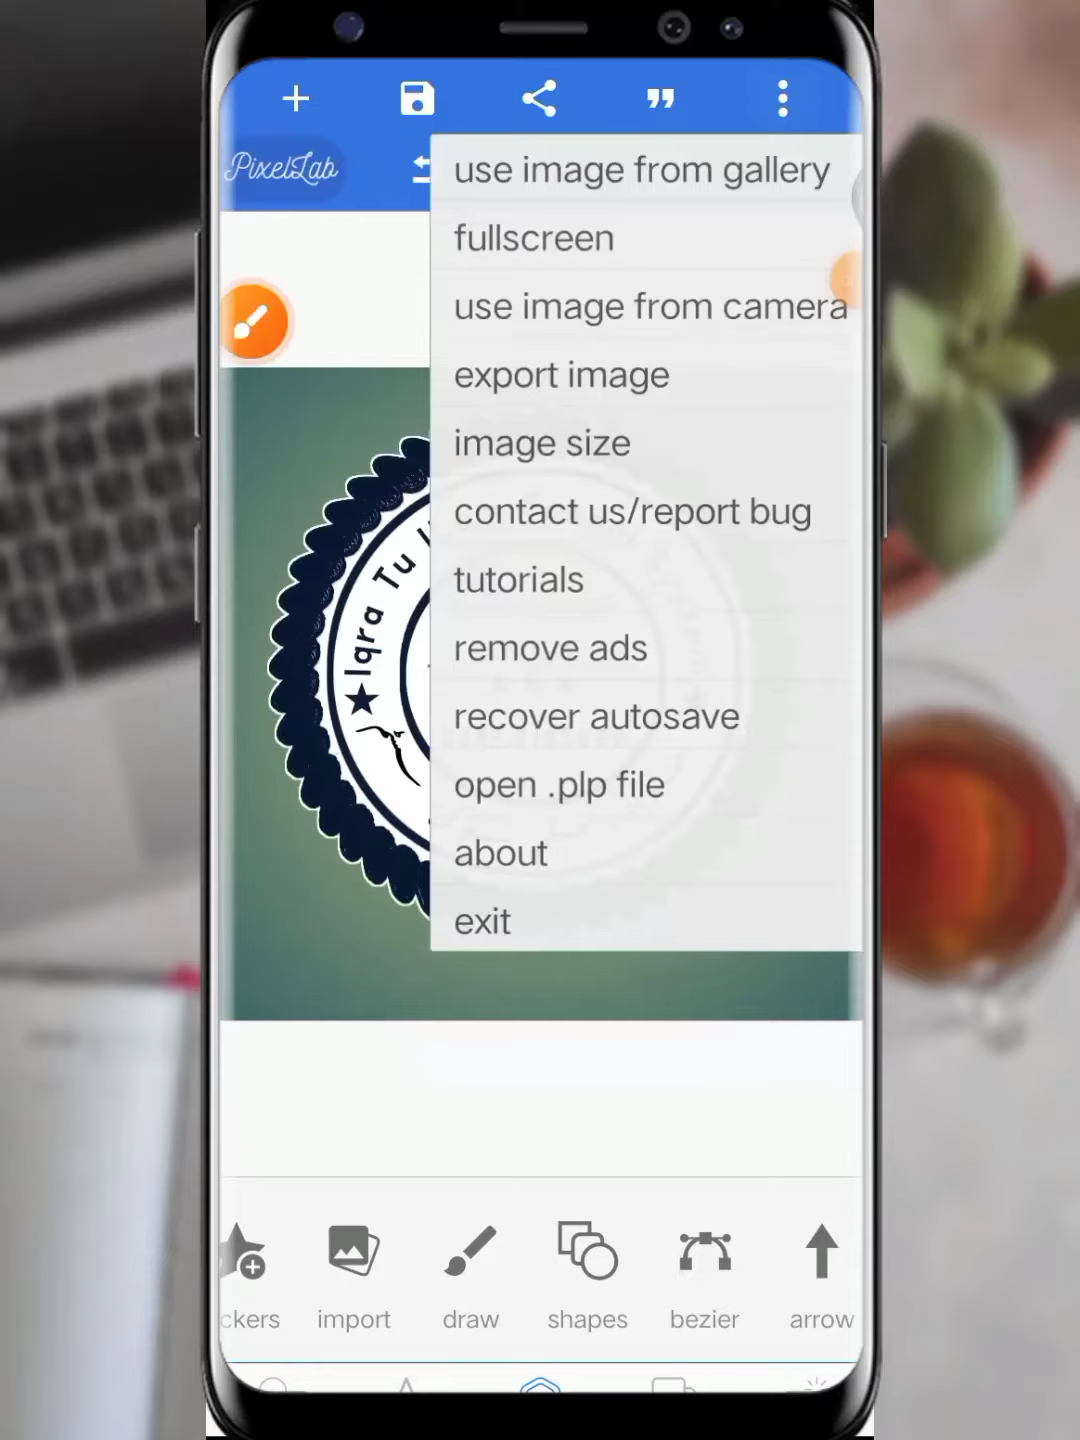 PixelLab
use image from gallery
fullscreen
use image from camera
export image
image size
contact us/report bug
tutorials
remove ads
recover autosave
open .plp file
about
exit
Iqra Tu
ckers
import
draw
shapes
bezier
arrow